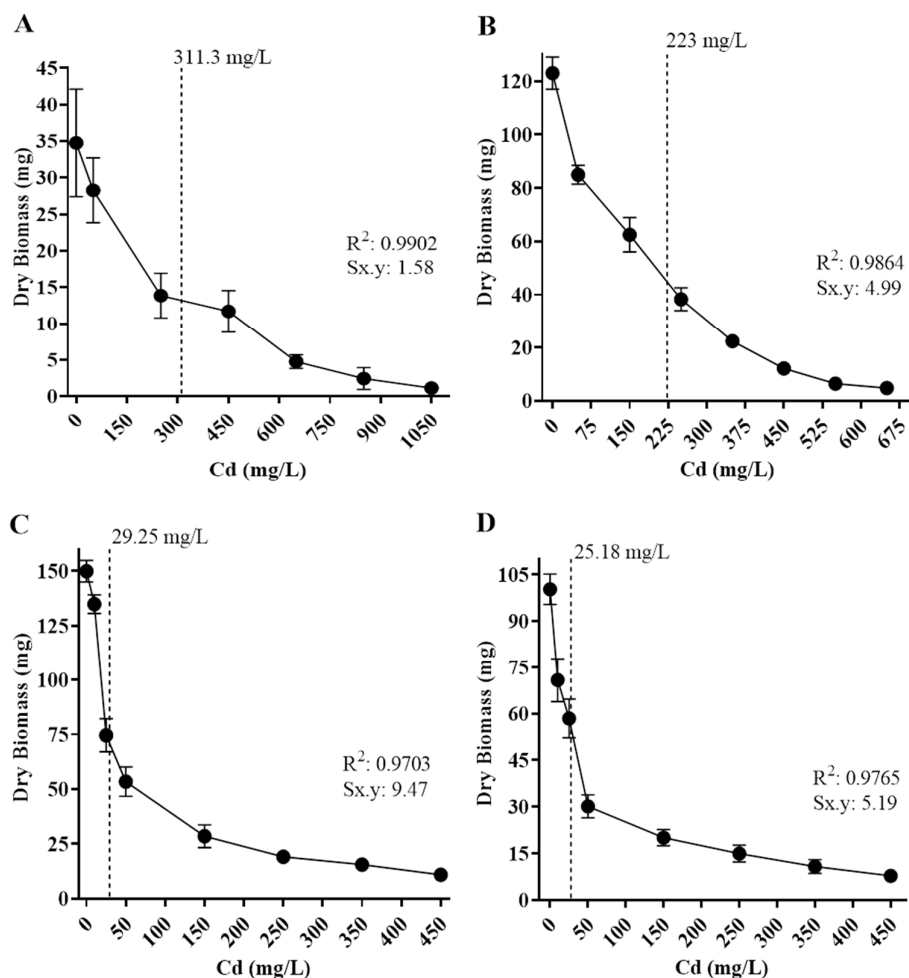 A
311.3 mg/L
45
40
35
30
25
20
15
10
5
0
Dry Biomass (mg)
R²: 0.9902
Sx.y: 1.58
0 150 300 450 600 750 900 1050
Cd (mg/L)
B
223 mg/L
120
100
80
60
40
20
0
Dry Biomass (mg)
R²: 0.9864
Sx.y: 4.99
0 75 150 225 300 375 450 525 600 675
Cd (mg/L)
C
29.25 mg/L
150
125
100
75
50
25
0
Dry Biomass (mg)
R²: 0.9703
Sx.y: 9.47
0 50 100 150 200 250 300 350 400 450
Cd (mg/L)
D
25.18 mg/L
105
90
75
60
45
30
15
0
Dry Biomass (mg)
R²: 0.9765
Sx.y: 5.19
0 50 100 150 200 250 300 350 400 450
Cd (mg/L)